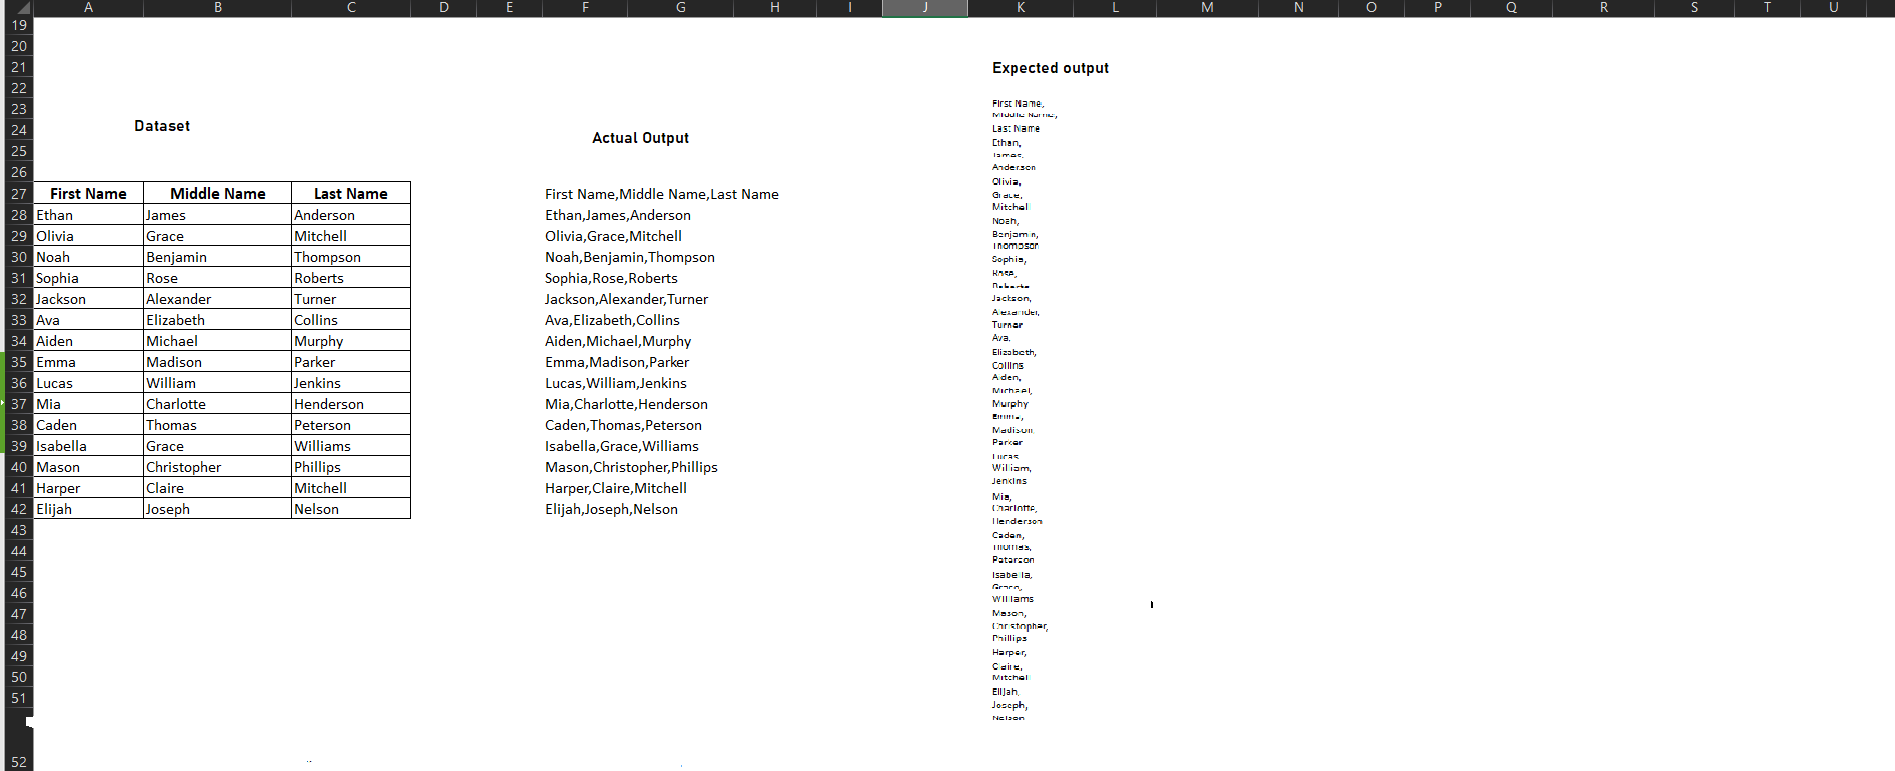 A B C D E F G H I J K L M N O P Q R S T U
19
20
21 Expected output
22
23 First Name,
Middle Name,
24 Dataset Last Name
Actual Output
25 Ethan,
James,
26 Anderson
Olivia,
27 First Name Middle Name Last Name First Name,Middle Name,Last Name Grace,
28 Ethan James Anderson Ethan,James,Anderson Mitchell
Noah,
29 Olivia Grace Mitchell Olivia,Grace,Mitchell Benjamin,
Thompson
30 Noah Benjamin Thompson Noah,Benjamin,Thompson Sophia,
31 Sophia Rose Roberts Sophia,Rose,Roberts Rose,
Roberts
32 Jackson Alexander Turner Jackson,Alexander,Turner Jackson,
Alexander,
33 Ava Elizabeth Collins Ava,Elizabeth,Collins Turner
34 Aiden Michael Murphy Aiden,Michael,Murphy Ava,
Elizabeth,
35 Emma Madison Parker Emma,Madison,Parker Collins
Aiden,
36 Lucas William Jenkins Lucas,William,Jenkins Michael,
37 Mia Charlotte Henderson Mia,Charlotte,Henderson Murphy
Emma,
38 Caden Thomas Peterson Caden,Thomas,Peterson Madison,
39 Isabella Grace Williams Isabella,Grace,Williams Parker
Lucas,
40 Mason Christopher Phillips Mason,Christopher,Phillips William,
41 Harper Claire Mitchell Harper,Claire,Mitchell Jenkins
Mia,
42 Elijah Joseph Nelson Elijah,Joseph,Nelson Charlotte,
43 Henderson
Caden,
44 Thomas,
Peterson
45 Isabella,
46 Grace,
Williams
47 Mason,
48 Christopher,
Phillips
49 Harper,
50 Claire,
Mitchell
51 Elijah,
Joseph,
Nelson
52